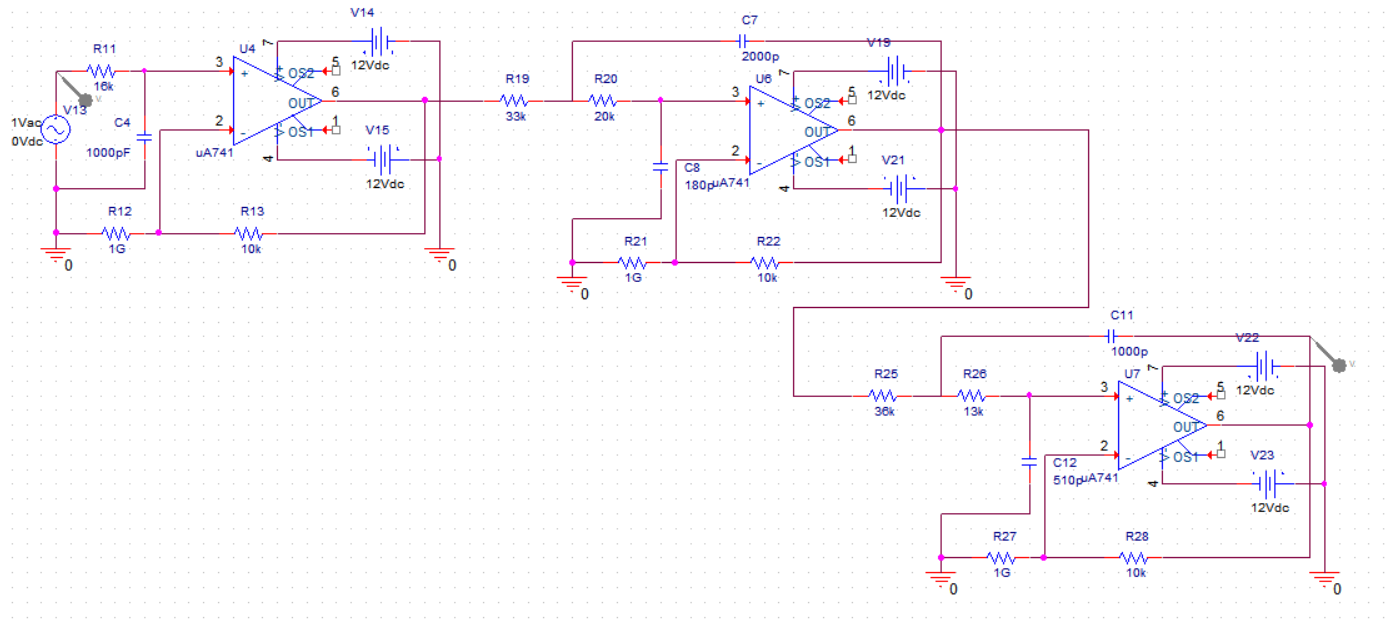 V14
12Vdc
R11
16k
V13
1Vac
0Vdc
C4
1000pF
U4
3
+
7
V+
OS2
5
OUT
6
2
-
OS1
1
V-
4
uA741
V15
12Vdc
R12
1G
R13
10k
0
0
R19
33k
R20
20k
C7
2000p
V19
12Vdc
U6
3
+
7
V+
OS2
5
OUT
6
2
-
OS1
1
V-
4
uA741
C8
180p
V21
12Vdc
R21
1G
R22
10k
0
0
R25
36k
R26
13k
C11
1000p
V22
12Vdc
U7
3
+
7
V+
OS2
5
OUT
6
2
-
OS1
1
V-
4
uA741
C12
510p
V23
12Vdc
R27
1G
R28
10k
0
0